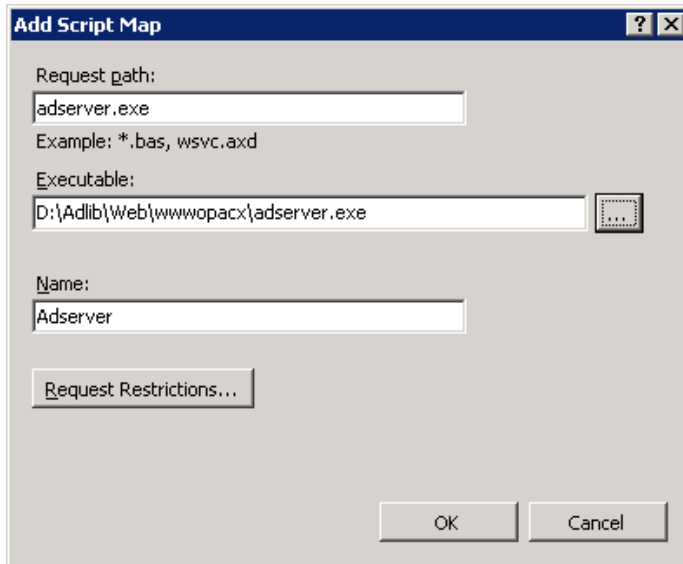 Add Script Map
Request path:
adserver.exe
Example: *.bas, wsvc.axd
Executable:
D:\Adlib\Web\wwwopacx\adserver.exe
...
Name:
Adserver
Request Restrictions...
OK Cancel